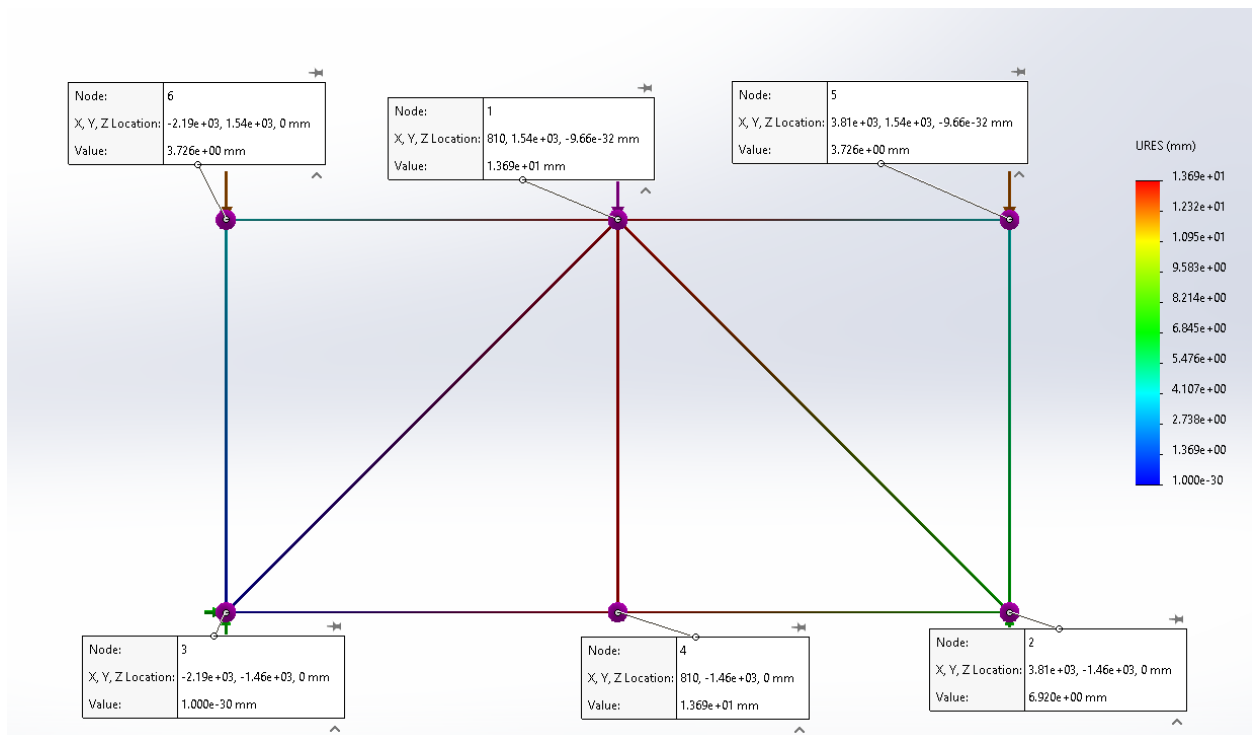 Node: 6
X, Y, Z Location: -2.19e+03, 1.54e+03, 0 mm
Value: 3.726e+00 mm
Node: 1
X, Y, Z Location: 810, 1.54e+03, -9.66e-32 mm
Value: 1.369e+01 mm
Node: 5
X, Y, Z Location: 3.81e+03, 1.54e+03, -9.66e-32 mm
Value: 3.726e+00 mm
URES (mm)
1.369e+01
1.232e+01
1.095e+01
9.583e+00
8.214e+00
6.845e+00
5.476e+00
4.107e+00
2.738e+00
1.369e+00
1.000e-30
Node: 3
X, Y, Z Location: -2.19e+03, -1.46e+03, 0 mm
Value: 1.000e-30 mm
Node: 4
X, Y, Z Location: 810, -1.46e+03, 0 mm
Value: 1.369e+01 mm
Node: 2
X, Y, Z Location: 3.81e+03, -1.46e+03, 0 mm
Value: 6.920e+00 mm